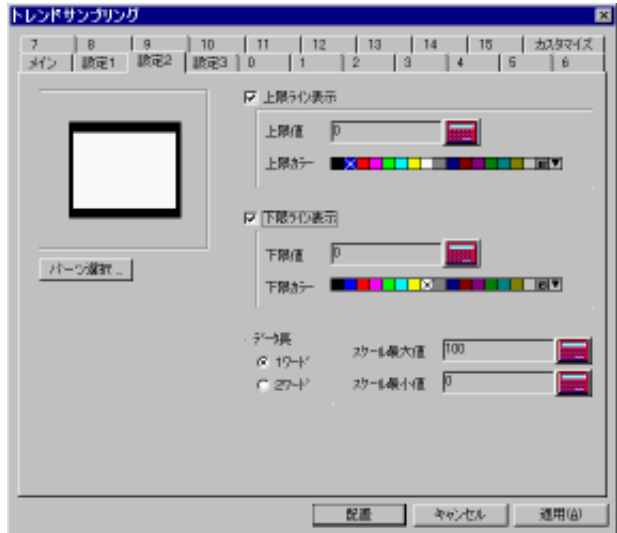 トレンドサンプリング
7 8 9 10 11 12 13 14 15 カスタマイズ
メイン 設定1 設定2 設定3 0 1 2 3 4 5 6
上限ライン表示
上限値 0
上限カラー
下限ライン表示
下限値 0
下限カラー
パーツ選択...
データ長
1ワード
2ワード
スケール最大値 100
スケール最小値 0
配置 キャンセル 適用(A)